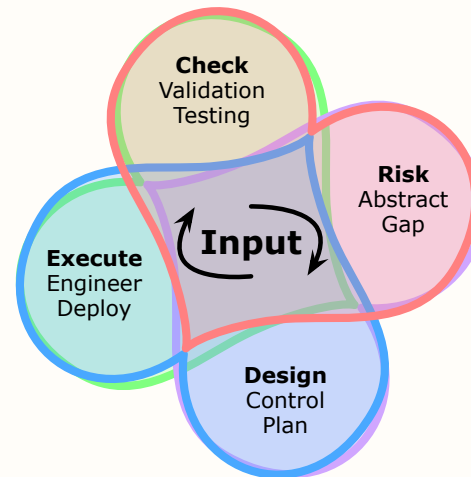 Check
Validation
Testing
Risk
Abstract
Gap
Input
Execute
Engineer
Deploy
Design
Control
Plan